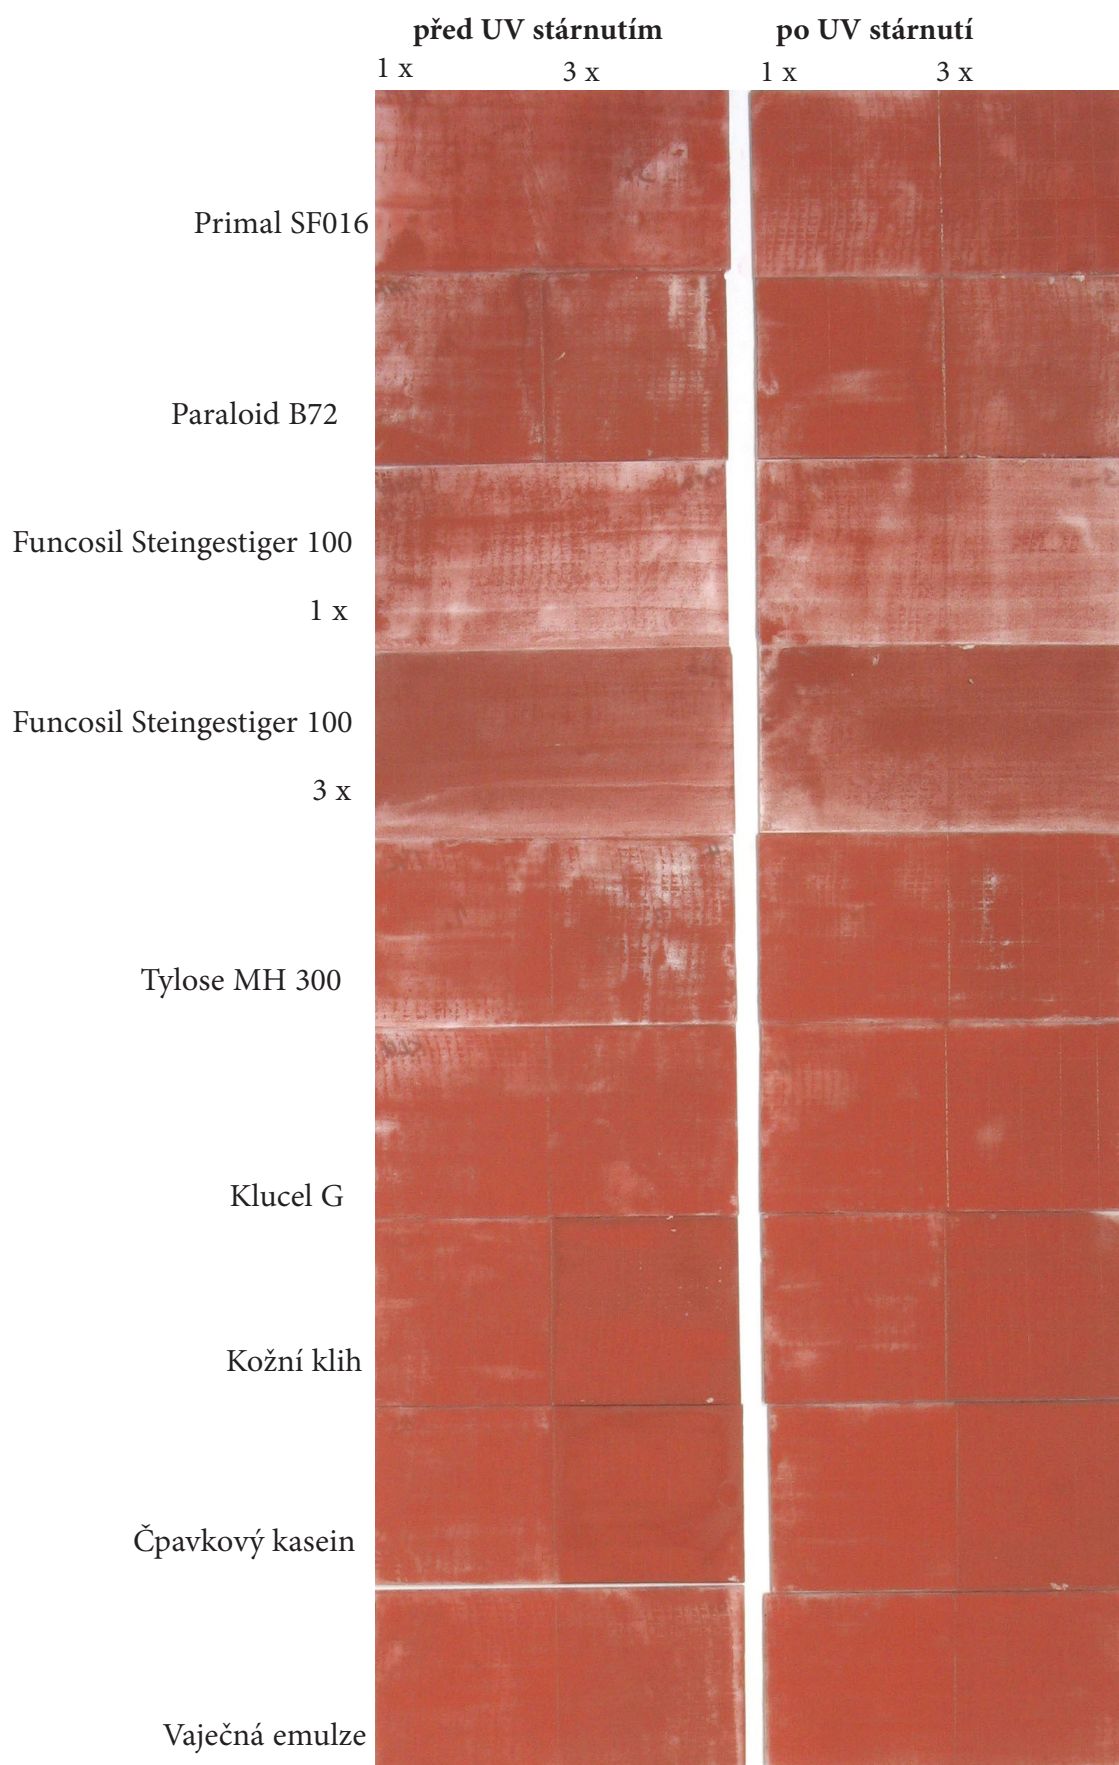 před UV stárnutím po UV stárnutí
1 x 3 x 1 x 3 x
Primal SF016
Paraloid B72
Funcosil Steingestiger 100
1 x
Funcosil Steingestiger 100
3 x
Tylose MH 300
Klucel G
Kožní klih
Čpavkový kasein
Vaječná emulze